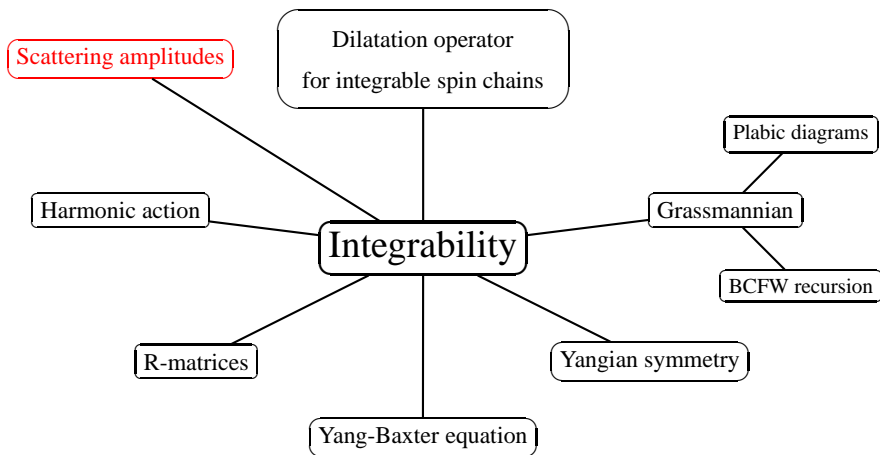 Scattering amplitudes
Dilatation operator
for integrable spin chains
Plabic diagrams
Harmonic action
Grassmannian
Integrability
BCFW recursion
R-matrices
Yangian symmetry
Yang-Baxter equation